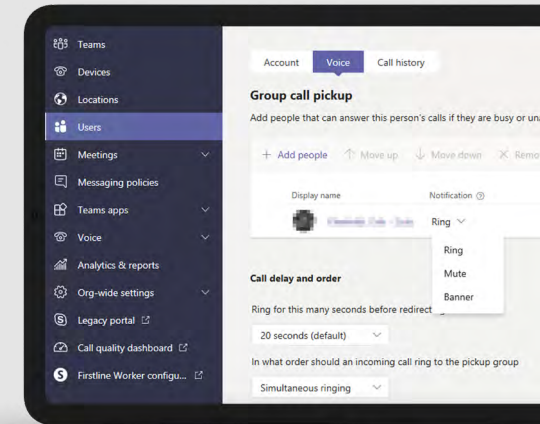 Teams
Devices
Locations
Users
Meetings
Messaging policies
Teams apps
Voice
Analytics & reports
Org-wide settings
Legacy portal
Call quality dashboard
Firstline Worker configu...
Account Voice Call history
Group call pickup
Add people that can answer this person's calls if they are busy or
+ Add people Move up Move down
Display name Notification
Ring
Ring
Mute
Banner
Call delay and order
Ring for this many seconds before
20 seconds (default)
In what order should an incoming call ring to the pickup group
Simultaneous ringing